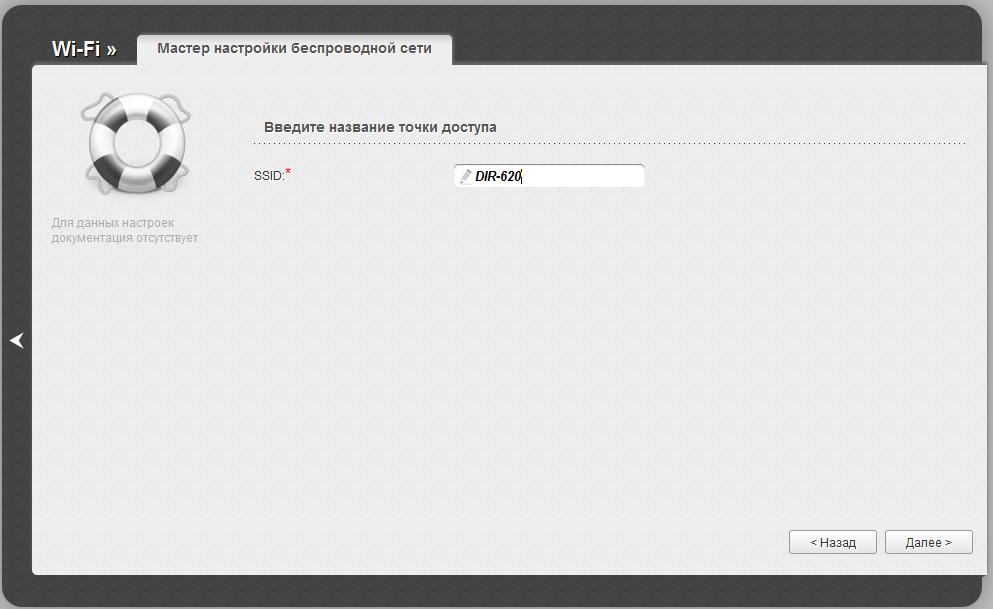 Wi-Fi » Мастер настройки беспроводной сети
Введите название точки доступа
SSID:* DIR-620
Для данных настроек
документация отсутствует
< Назад Далее >